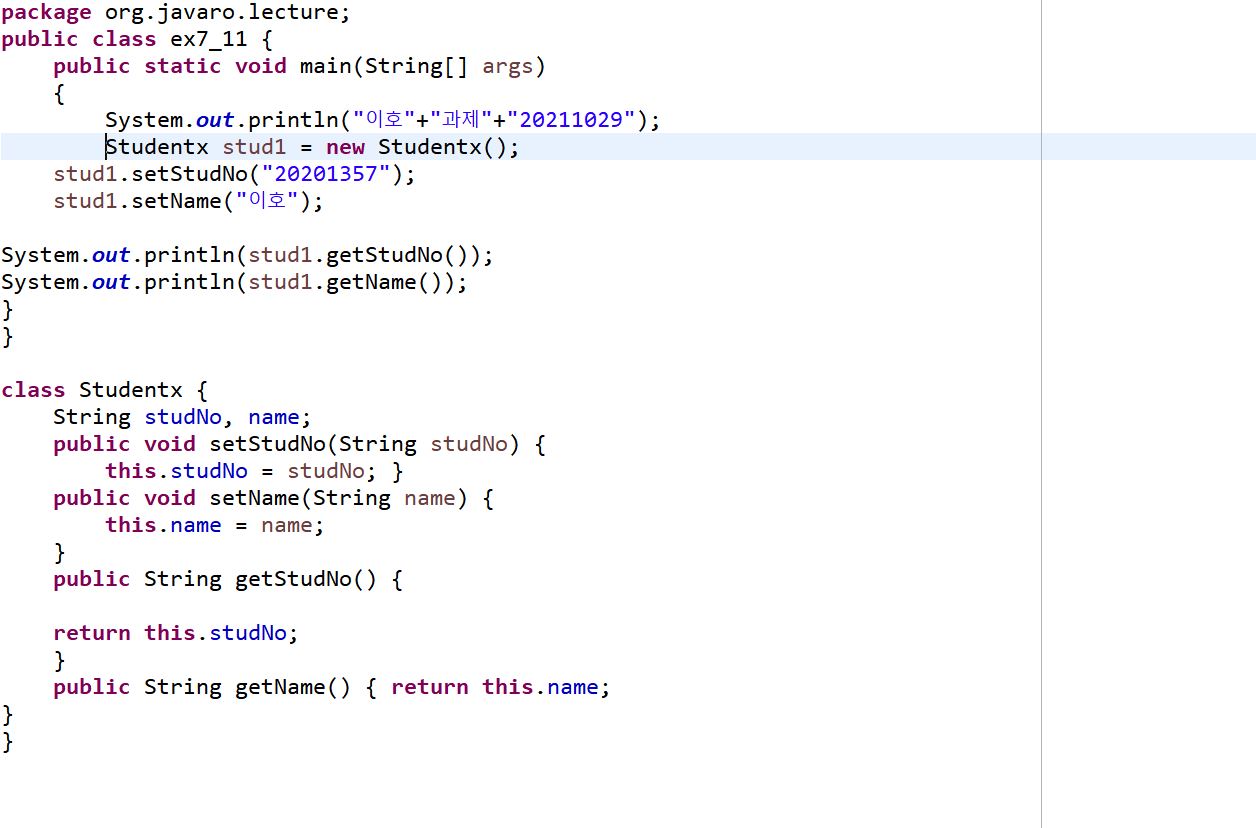 package org.javaro.lecture;
public class ex7_11 {
    public static void main(String[] args)
    {
        System.out.println("이호"+"과제"+"20211029");
        Studentx stud1 = new Studentx();
    stud1.setStudNo("20201357");
    stud1.setName("이호");

System.out.println(stud1.getStudNo());
System.out.println(stud1.getName());
}
}

class Studentx {
    String studNo, name;
    public void setStudNo(String studNo) {
        this.studNo = studNo; }
    public void setName(String name) {
        this.name = name;
    }
    public String getStudNo() {

    return this.studNo;
    }
    public String getName() { return this.name;
}
}